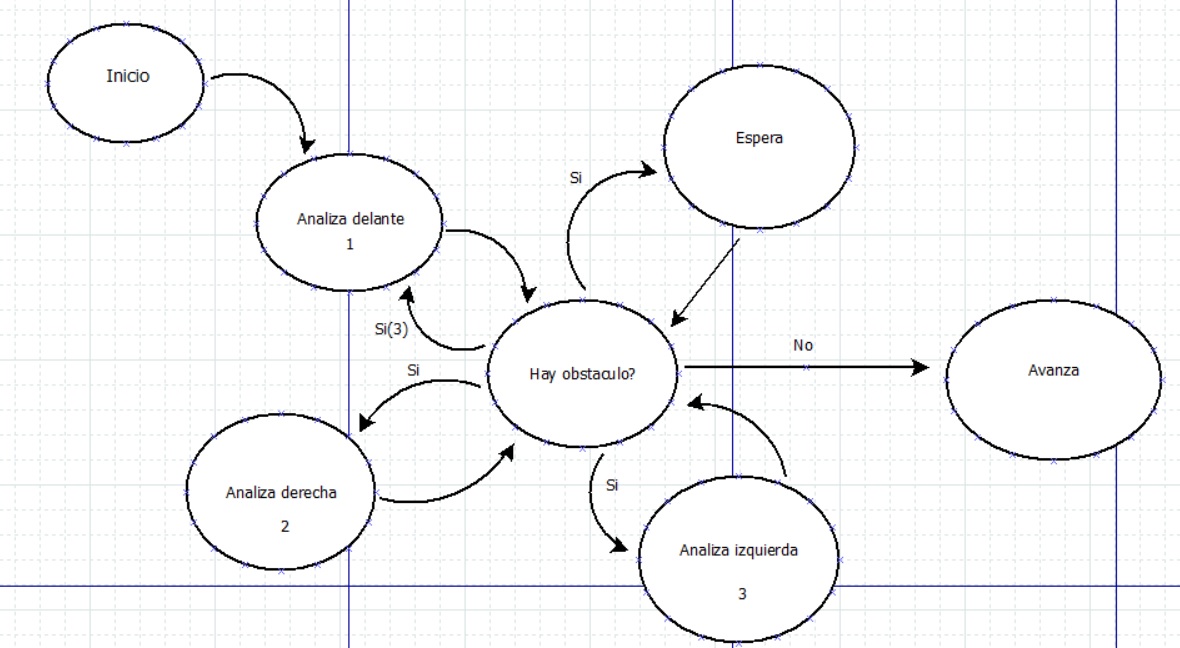 Inicio
Espera
Si
Analiza delante
1
Si(3)
No
Si
Hay obstaculo?
Avanza
Si
Analiza derecha
2
Analiza izquierda
3